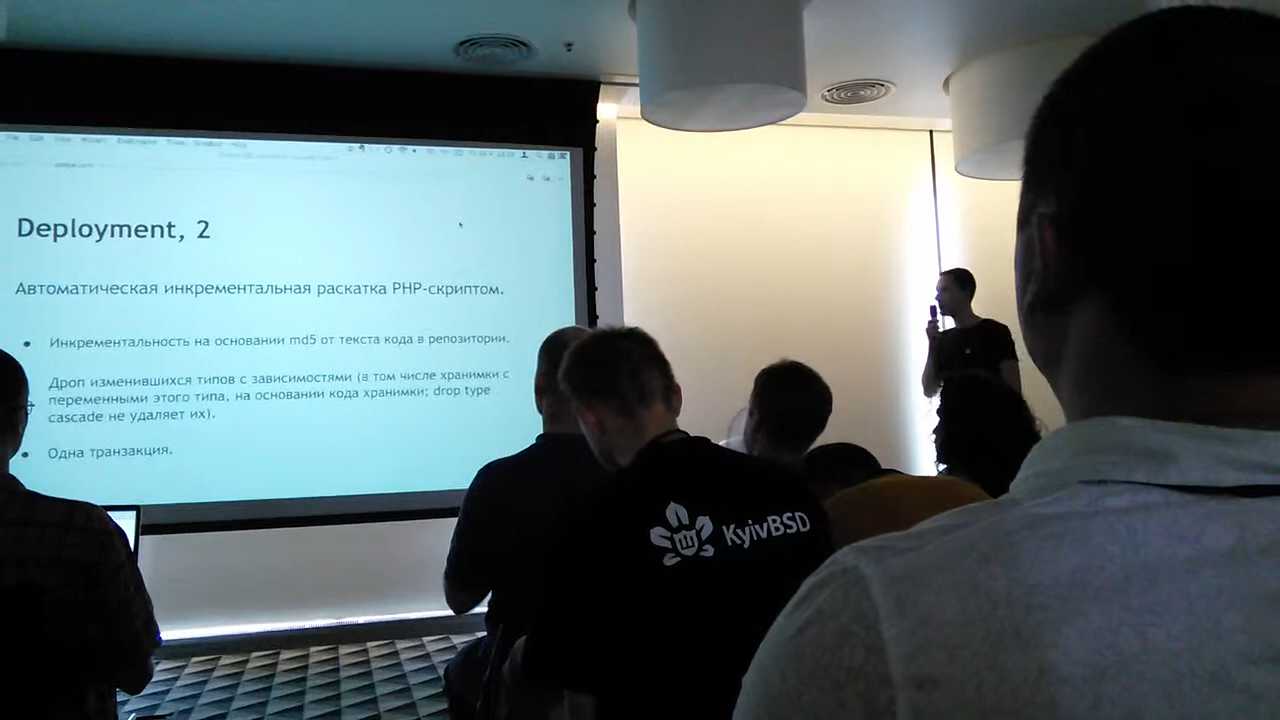 Deployment, 2
Автоматическая инкрементальная раскатка PHP-скриптом.
• Инкрементальность на основании md5 от текста кода в репозитории.
Дроп изменившихся типов с зависимостями (в том числе хранимки с
переменными этого типа, на основании кода хранимки; drop type
cascade не удаляет их).
• Одна транзакция.
KyivBSD